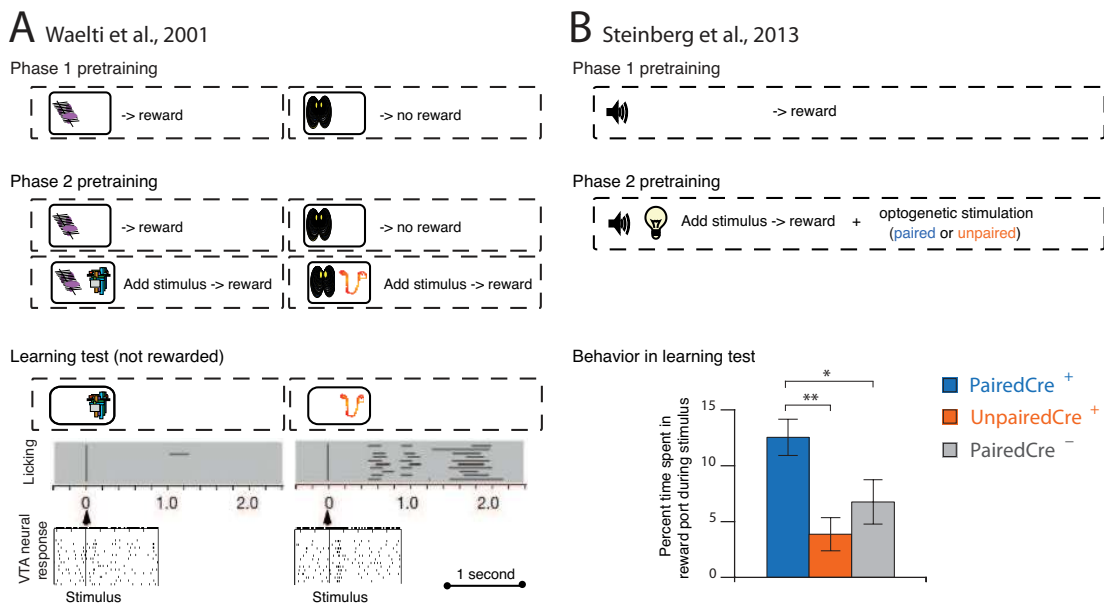 A Waelti et al., 2001
Phase 1 pretraining
-> reward
-> no reward
Phase 2 pretraining
-> reward
-> no reward
Add stimulus -> reward
Add stimulus -> reward
Learning test (not rewarded)
Licking
0 1.0 2.0
0 1.0 2.0
VTA neural
response
Stimulus
Stimulus
1 second
B Steinberg et al., 2013
Phase 1 pretraining
-> reward
Phase 2 pretraining
Add stimulus -> reward + optogenetic stimulation
(paired or unpaired)
Behavior in learning test
Percent time spent in
reward port during stimulus
15
10
5
0
*
**
PairedCre +
UnpairedCre +
PairedCre −